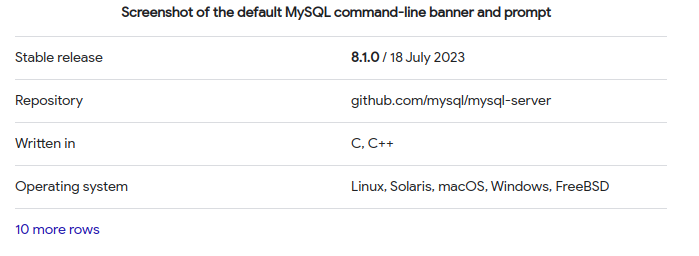 Screenshot of the default MySQL command-line banner and prompt
Stable release 8.1.0 / 18 July 2023
Repository github.com/mysql/mysql-server
Written in C, C++
Operating system Linux, Solaris, macOS, Windows, FreeBSD
10 more rows